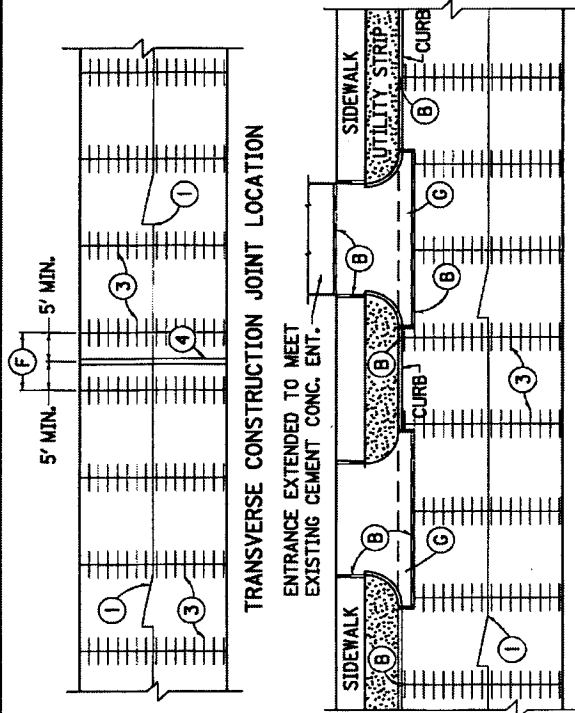 5' MIN.
F
5' MIN.
3
1
4
1
3
TRANSVERSE CONSTRUCTION JOINT LOCATION
ENTRANCE EXTENDED TO MEET
EXISTING CEMENT CONC. ENT.
SIDEWALK
UTILITY STRIP
CURB
B
B
G
B
B
CURB
3
B
G
SIDEWALK
B
1